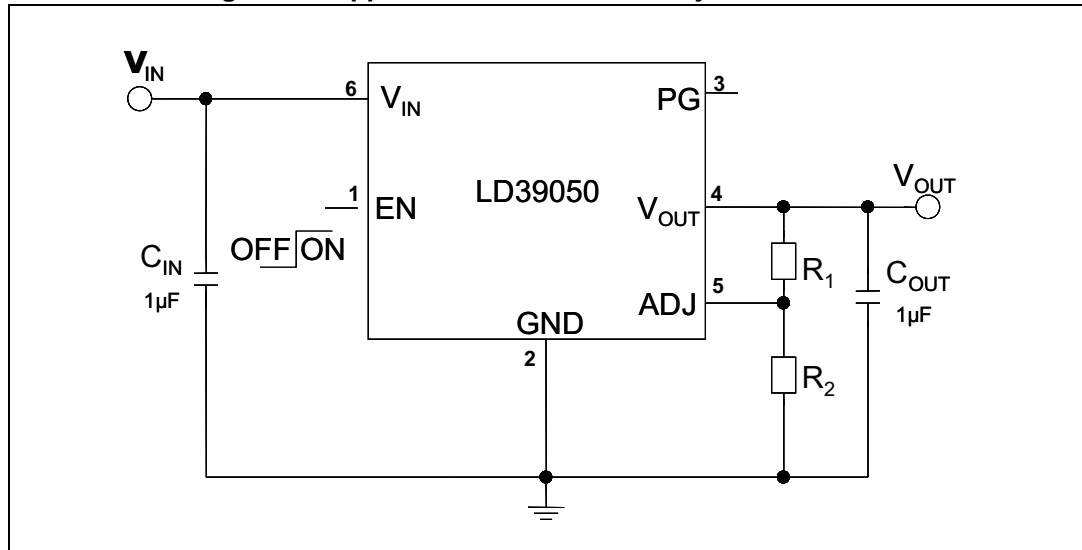 V_IN
6
V_IN
PG
3
LD39050
1
EN
OFF ON
V_OUT
4
V_OUT
C_IN
1µF
R_1
C_OUT
1µF
ADJ
5
GND
2
R_2